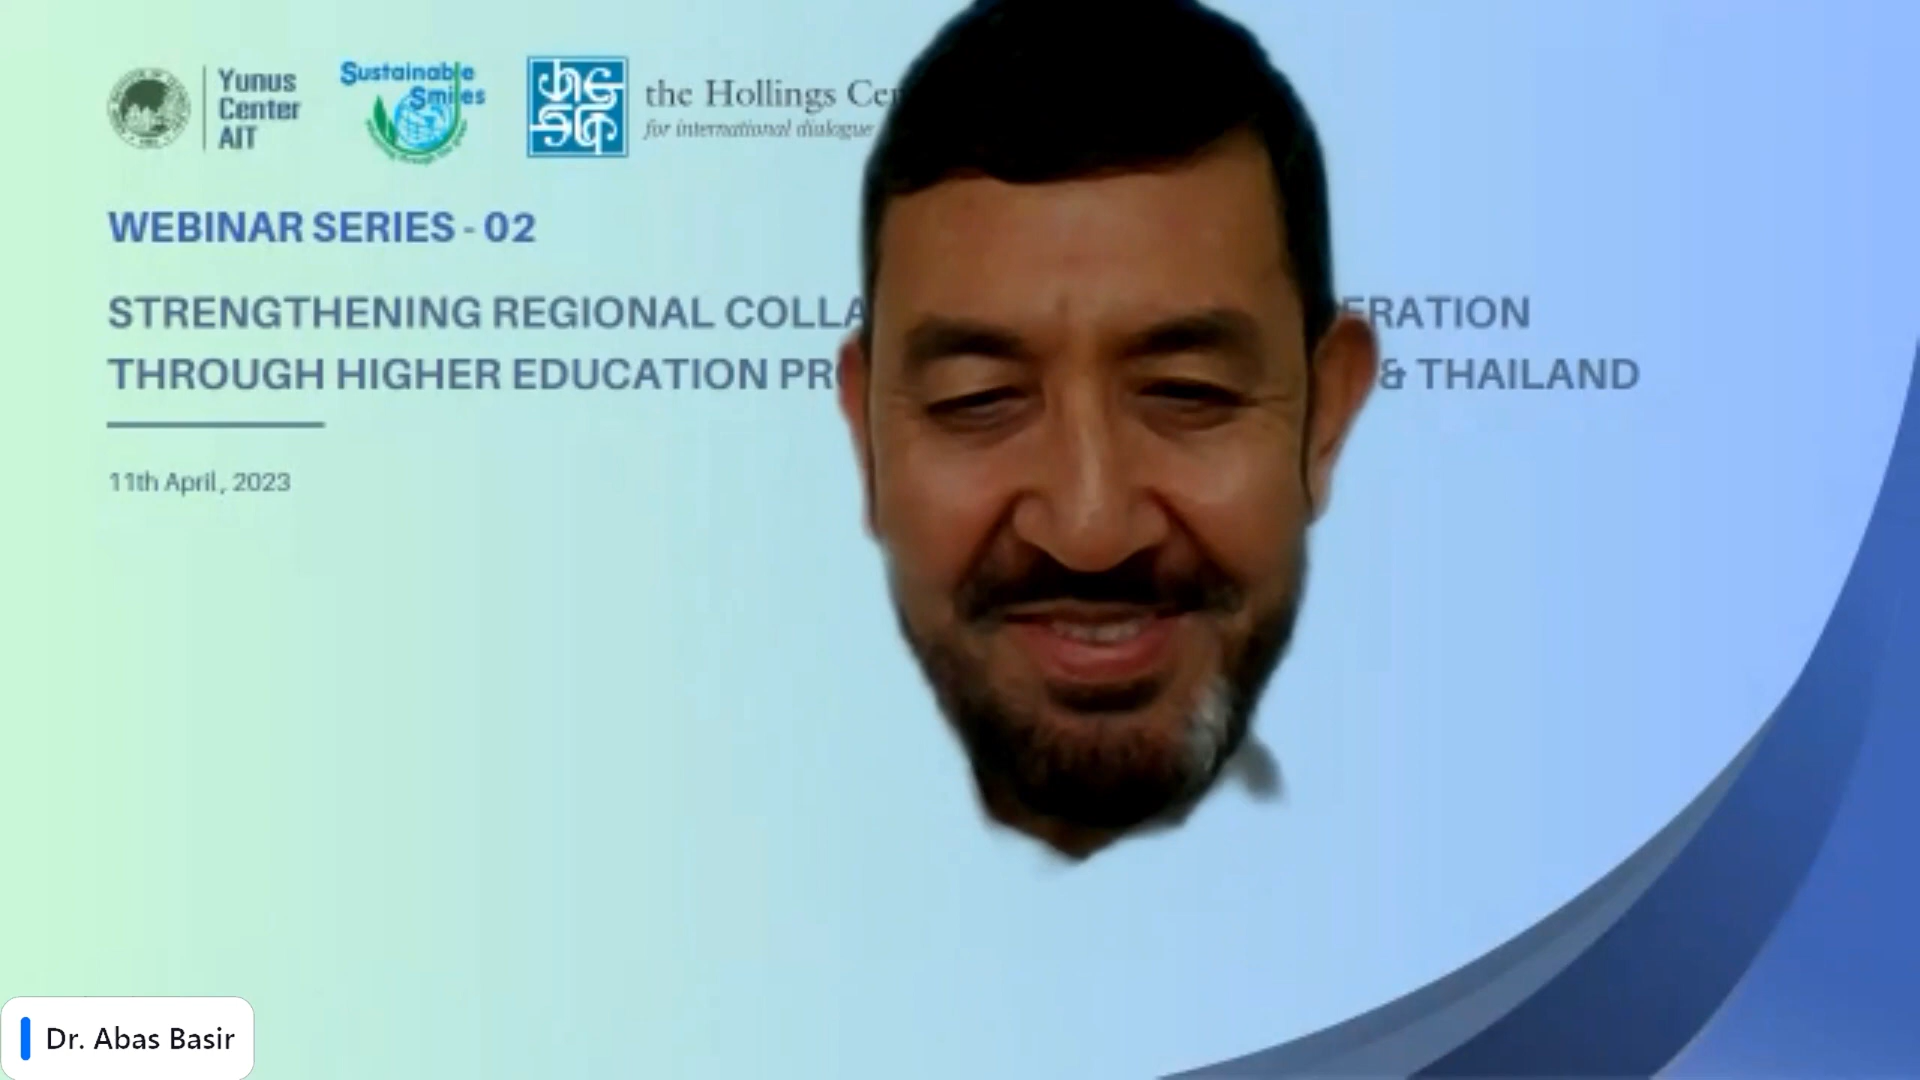 Yunus
Center
AIT
Sustainable
Smiles
the Hollings Cen
for international dialogue
WEBINAR SERIES - 02
STRENGTHENING REGIONAL COLLA ERATION
THROUGH HIGHER EDUCATION PR & THAILAND
11th April, 2023
Dr. Abas Basir